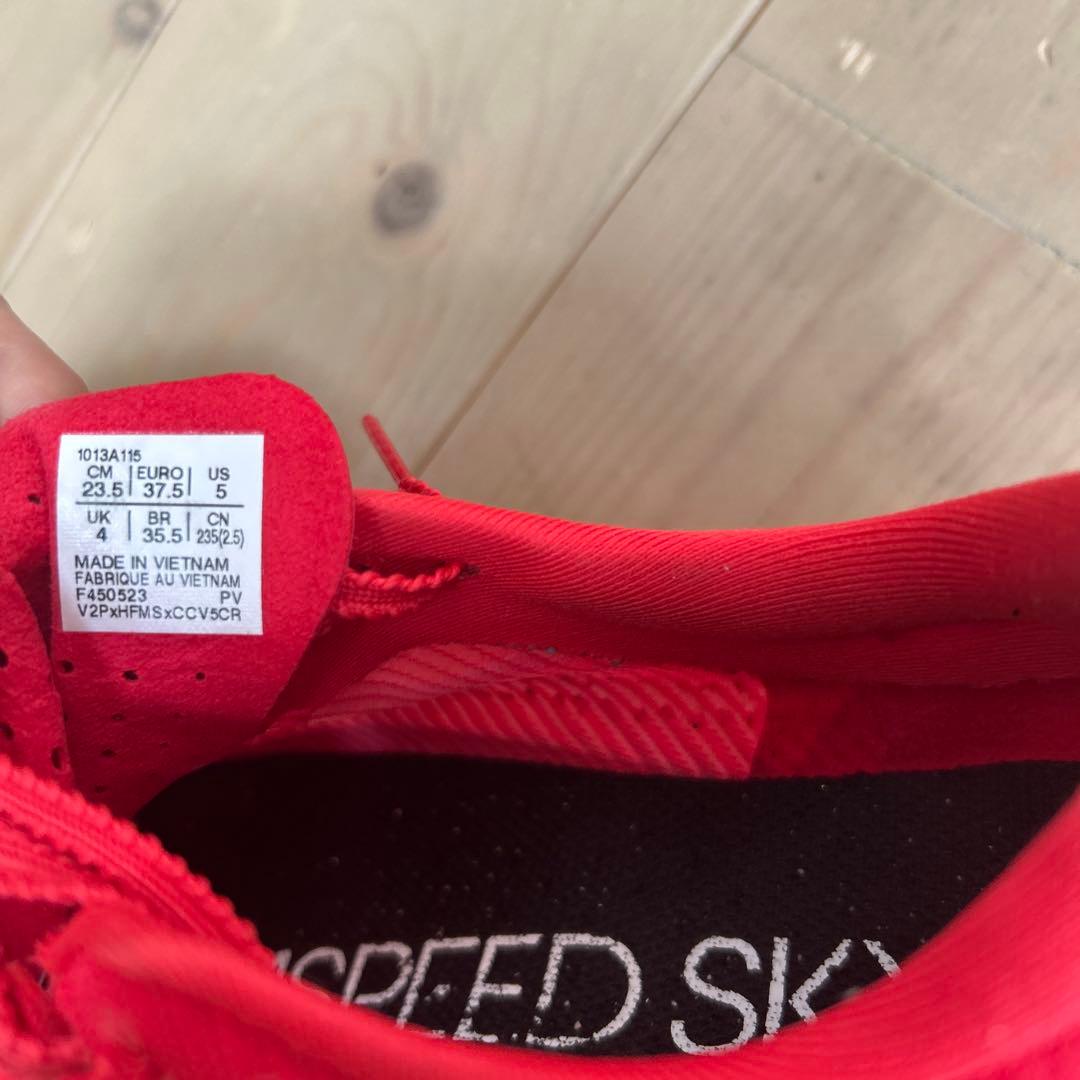 1013A115
CM EURO US
23.5 37.5 5
UK BR CN
4 35.5 235(2.5)
MADE IN VIETNAM
FABRIQUE AU VIETNAM
F450523 PV
V2PxHFMSxCCV5CR
SPEED SKY